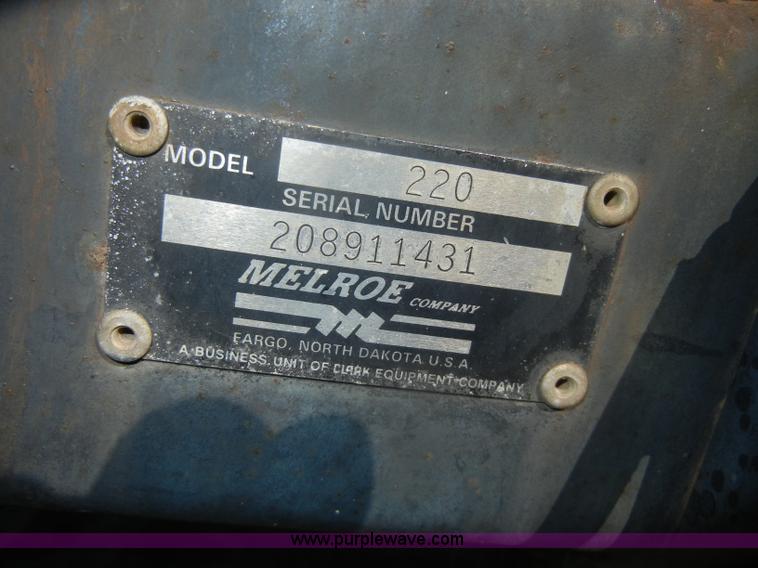 MODEL 220
SERIAL NUMBER
208911431
MELROE COMPANY
FARGO, NORTH DAKOTA U.S.A.
A BUSINESS UNIT OF CLARK EQUIPMENT COMPANY
www.purplewave.com